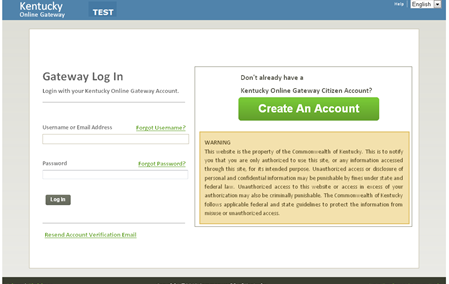 Kentucky
Online Gateway
TEST
Help
English
Gateway Log In
Login with your Kentucky Online Gateway Account.
Username or Email Address Forgot Username?
Password Forgot Password?
Log In
Resend Account Verification Email
Don't already have a
Kentucky Online Gateway Citizen Account?
Create An Account
WARNING
This website is the property of the Commonwealth of Kentucky. This is to notify
you that you are only authorized to use this site, or any information accessed
through this site, for its intended purpose. Unauthorized access or disclosure of
personal and confidential information may be punishable by fines under state and
federal law. Unauthorized access to this website or access in excess of your
authorization may also be criminally punishable. The Commonwealth of Kentucky
follows applicable federal and state guidelines to protect the information from
misuse or unauthorized access.